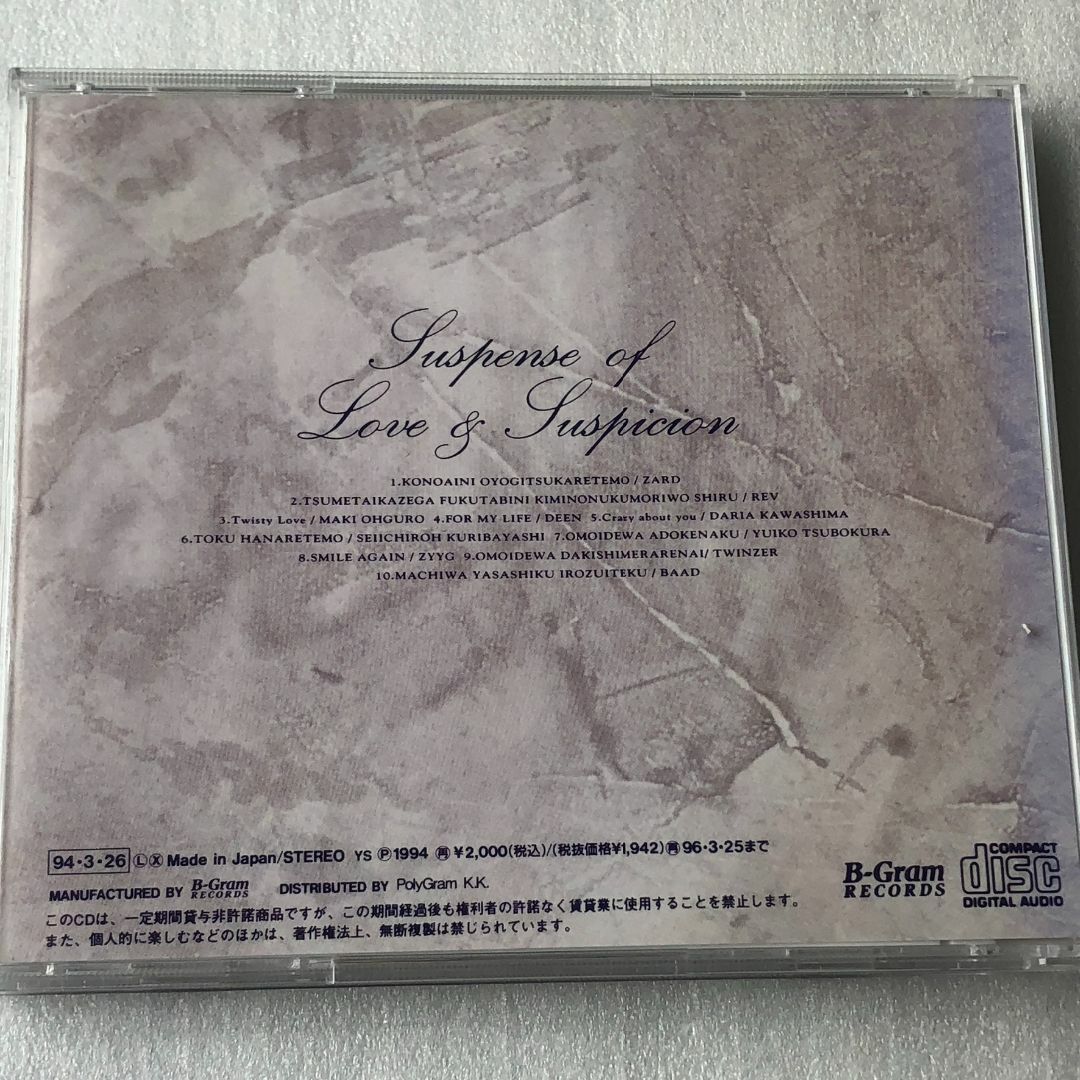 Suspense of
Love & Suspicion
1.KONOAINI OYOGITSUKARETEMO / ZARD
2.TSUMETAIKAZEGA FUKUTABINI KIMINONUKUMORIWO SHIRU / REV
3.Twisty Love / MAKI OHGURO 4.FOR MY LIFE / DEEN 5.Crazy about you / DARIA KAWASHIMA
6.TOKU HANARETEMO / SEIICHIROH KURIBAYASHI 7.OMOIDEWA ADOKENAKU / YUIKO TSUBOKURA
8.SMILE AGAIN / ZYYG 9.OMOIDEWA DAKISHIMERARENAI/ TWINZER
10.MACHIWA YASASHIKU IROZUITEKU / BAAD
94・3・26 Ⓛ Ⓧ Made in Japan/STEREO YS Ⓟ1994 ㊢¥2,000(税込)/(税抜価格¥1,942)㊢96・3・25まで
MANUFACTURED BY B-Gram RECORDS DISTRIBUTED BY PolyGram K.K.
B-Gram RECORDS
COMPACT disc DIGITAL AUDIO
このCDは、一定期間貸与非許諾商品ですが、この期間経過後も権利者の許諾なく賃貸業に使用することを禁止します。
また、個人的に楽しむなどのほかは、著作権法上、無断複製は禁じられています。